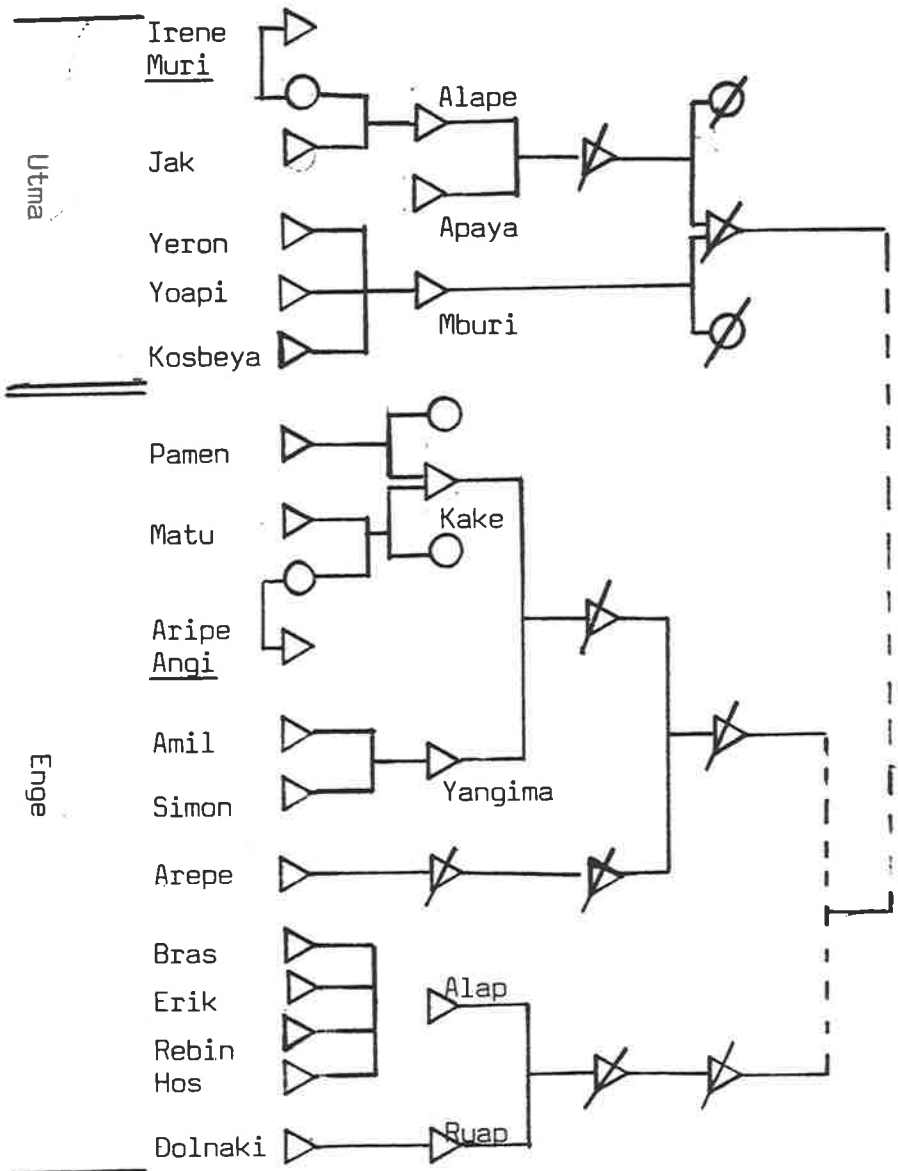 Irene
Muri
Alape
Utma
Jak
Apaya
Yeron
Yoapi
Mburi
Kosbeya
Pamen
Kake
Matu
Aripe
Angi
Amil
Enge
Yangima
Simon
Arepe
Bras
Alap
Erik
Rebin
Hos
Ruap
Dolnaki